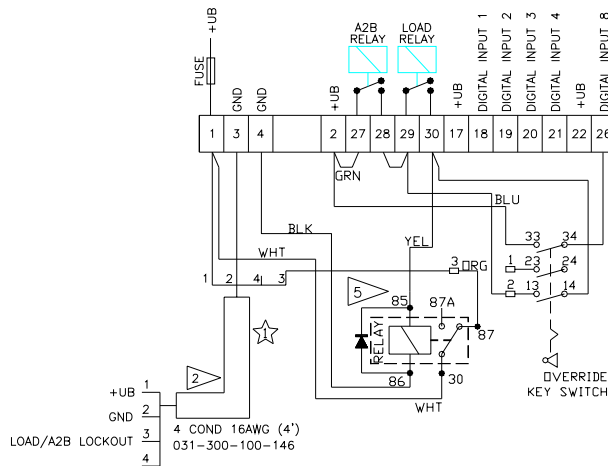 +UB
FUSE
GND
GND
+UB
A2B
RELAY
LOAD
RELAY
+UB
DIGITAL INPUT 1
DIGITAL INPUT 2
DIGITAL INPUT 3
DIGITAL INPUT 4
+UB
DIGITAL INPUT 8
1 3 4 2 27 28 29 30 17 18 19 20 21 22 26
GRN
BLU
BLK
WHT
YEL
33 34
1 23 24
2 13 14
1 2 4 3
3 ORG
5
85
87A
87
RELAY
86
30
WHT
OVERRIDE
KEY SWITCH
1
2
+UB 1
GND 2
LOAD/A2B LOCKOUT 3
4
4 COND 16AWG (4')
031-300-100-146